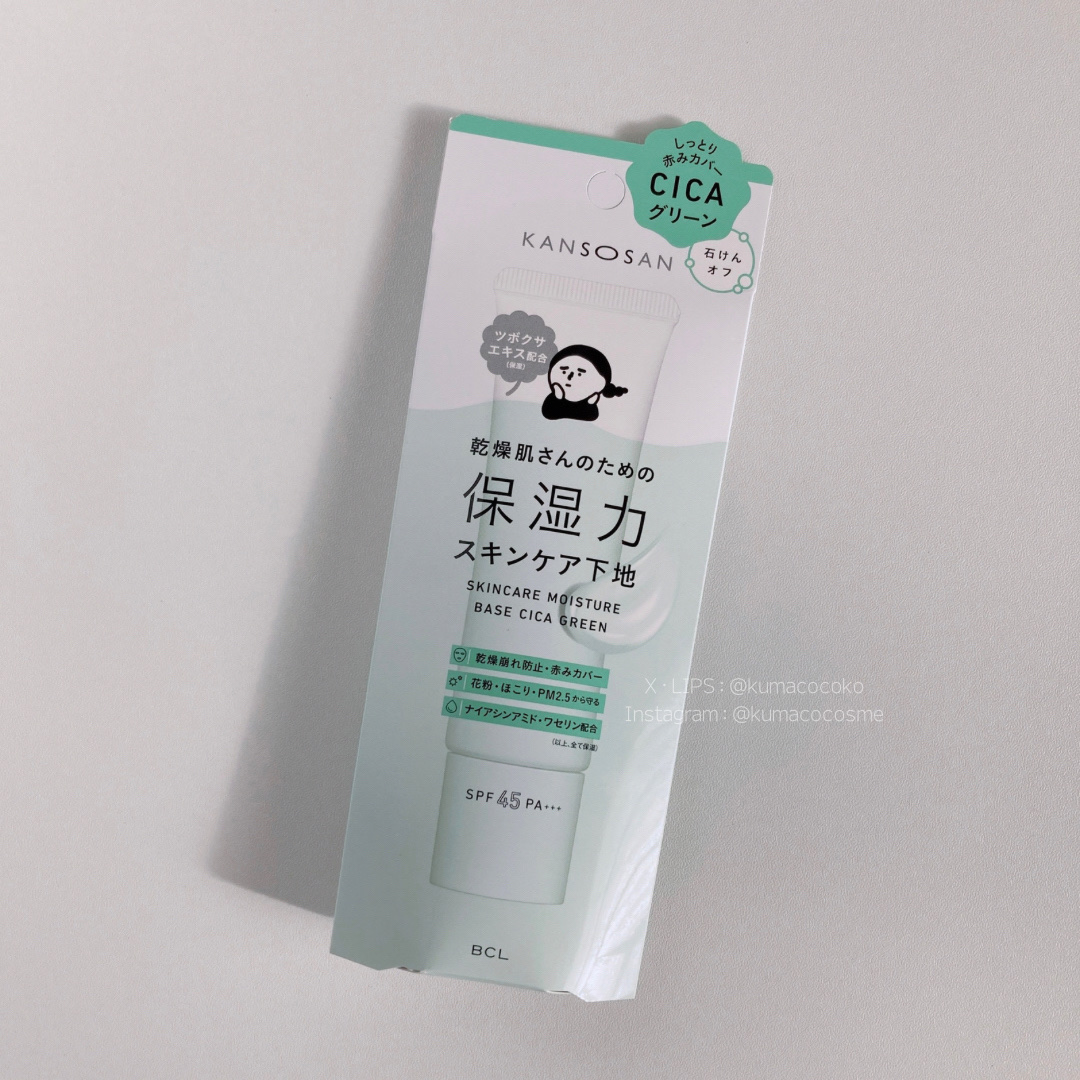 しっとり
赤みカバー
CICA
グリーン
石けん
オフ
KANSOSAN
ツボクサ
エキス配合
(保湿)
乾燥肌さんのための
保湿力
スキンケア下地
SKINCARE MOISTURE
BASE CICA GREEN
乾燥崩れ防止・赤みカバー
花粉・ほこり・PM2.5から守る
ナイアシンアミド・ワセリン配合
(以上、全て保湿)
X・LIPS：@kumacocoko
Instagram：@kumacocosme
SPF 45 PA+++
BCL